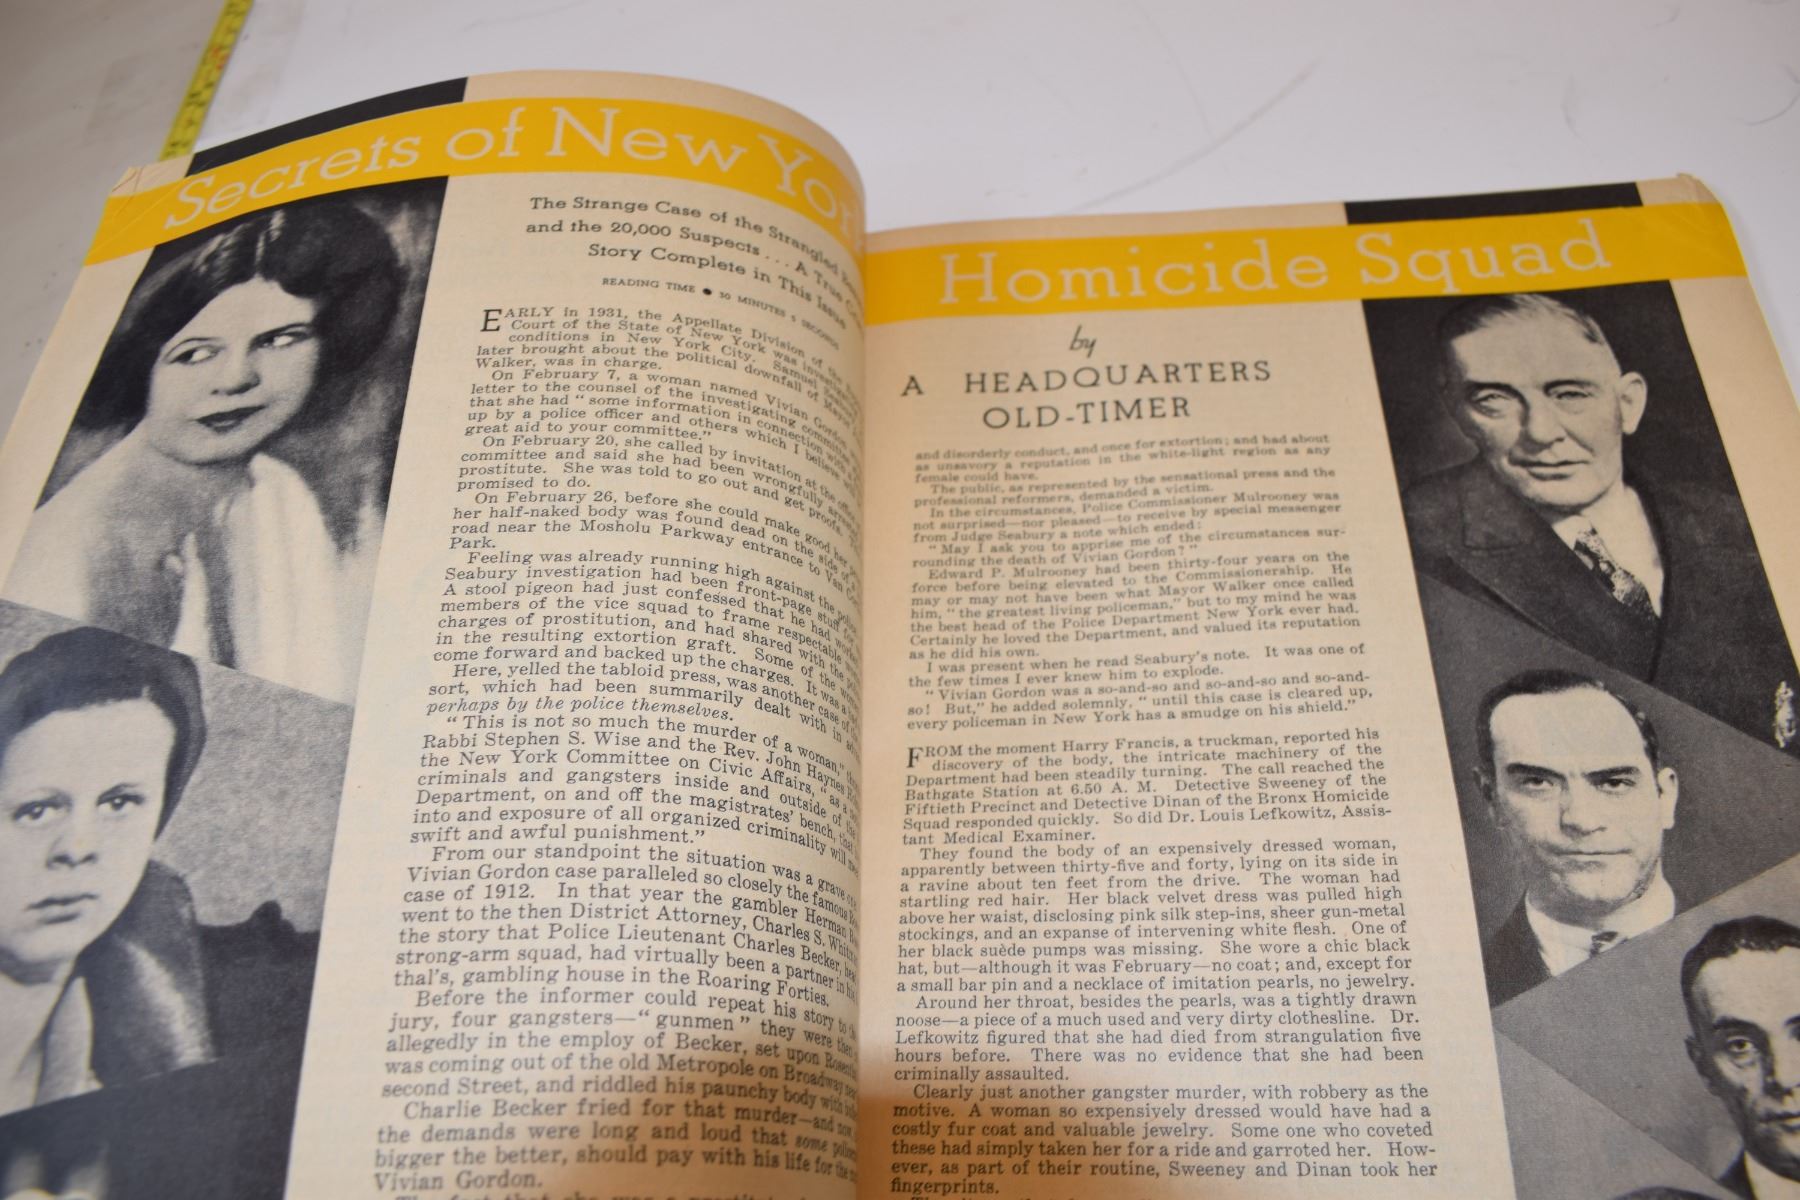 Secrets of New Yor
The Strange Case of the Strangled
and the 20,000 Suspects . . . A True
Story Complete in This Issue
READING TIME ● 30 MINUTES 5 SECONDS
EARLY in 1931, the Appellate Division of the
Court of the State of New York was
conditions in New York City. Samuel
later brought about the political downfall of Mayor
Walker, was in charge.
On February 7, a woman named Vivian Gordon
letter to the counsel of the investigating
that she had “ some information in connection with a
up by a police officer and others which I believe will
great aid to your committee.”
On February 20, she called by invitation at the office
committee and said she had been wrongfully arrested
prostitute. She was told to go out and get proofs.
promised to do.
On February 26, before she could make good her
her half-naked body was found dead on the side of a
road near the Mosholu Parkway entrance to Van
Park.
Feeling was already running high against the police
Seabury investigation had been front-page stuff for
A stool pigeon had just confessed that he had worked
members of the vice squad to frame respectable
charges of prostitution, and had shared with the
in the resulting extortion graft. Some of the
come forward and backed up the charges. It was a
Here, yelled the tabloid press, was another case of the
sort, which had been summarily dealt with in
perhaps by the police themselves.
“ This is not so much the murder of a woman,”
Rabbi Stephen S. Wise and the Rev. John Haynes
the New York Committee on Civic Affairs, “ as a
criminals and gangsters inside and outside of the
Department, on and off the magistrates’ bench, that
into and exposure of all organized criminality will
swift and awful punishment.”
From our standpoint the situation was a grave
Vivian Gordon case paralleled so closely the famous
case of 1912. In that year the gambler Herman
went to the then District Attorney, Charles S. Whitman
the story that Police Lieutenant Charles Becker,
strong-arm squad, had virtually been a partner in his
thal’s, gambling house in the Roaring Forties.
Before the informer could repeat his story to
jury, four gangsters—“ gunmen ” they were then
allegedly in the employ of Becker, set upon
was coming out of the old Metropole on Broadway
second Street, and riddled his paunchy body with
Charlie Becker fried for that murder—and now
the demands were long and loud that some
bigger the better, should pay with his life for the
Vivian Gordon.
Homicide Squad
by
A HEADQUARTERS
OLD-TIMER
and disorderly conduct, and once for extortion; and had about
as unsavory a reputation in the white-light region as any
female could have.
The public, as represented by the sensational press and the
professional reformers, demanded a victim.
In the circumstances, Police Commissioner Mulrooney was
not surprised—nor pleased—to receive by special messenger
from Judge Seabury a note which ended:
“ May I ask you to apprise me of the circumstances sur-
rounding the death of Vivian Gordon? ”
Edward P. Mulrooney had been thirty-four years on the
force before being elevated to the Commissionership. He
may or may not have been what Mayor Walker once called
him, “ the greatest living policeman,” but to my mind he was
the best head of the Police Department New York ever had.
Certainly he loved the Department, and valued its reputation
as he did his own.
I was present when he read Seabury’s note. It was one of
the few times I ever knew him to explode.
“ Vivian Gordon was a so-and-so and so-and-so and so-and-
so! But,” he added solemnly, “ until this case is cleared up,
every policeman in New York has a smudge on his shield.”
FROM the moment Harry Francis, a truckman, reported his
discovery of the body, the intricate machinery of the
Department had been steadily turning. The call reached the
Bathgate Station at 6.50 A. M. Detective Sweeney of the
Fiftieth Precinct and Detective Dinan of the Bronx Homicide
Squad responded quickly. So did Dr. Louis Lefkowitz, Assis-
tant Medical Examiner.
They found the body of an expensively dressed woman,
apparently between thirty-five and forty, lying on its side in
a ravine about ten feet from the drive. The woman had
startling red hair. Her black velvet dress was pulled high
above her waist, disclosing pink silk step-ins, sheer gun-metal
stockings, and an expanse of intervening white flesh. One of
her black suède pumps was missing. She wore a chic black
hat, but—although it was February—no coat; and, except for
a small bar pin and a necklace of imitation pearls, no jewelry.
Around her throat, besides the pearls, was a tightly drawn
noose—a piece of a much used and very dirty clothesline. Dr.
Lefkowitz figured that she had died from strangulation five
hours before. There was no evidence that she had been
criminally assaulted.
Clearly just another gangster murder, with robbery as the
motive. A woman so expensively dressed would have had a
costly fur coat and valuable jewelry. Some one who coveted
these had simply taken her for a ride and garroted her. How-
ever, as part of their routine, Sweeney and Dinan took her
fingerprints.